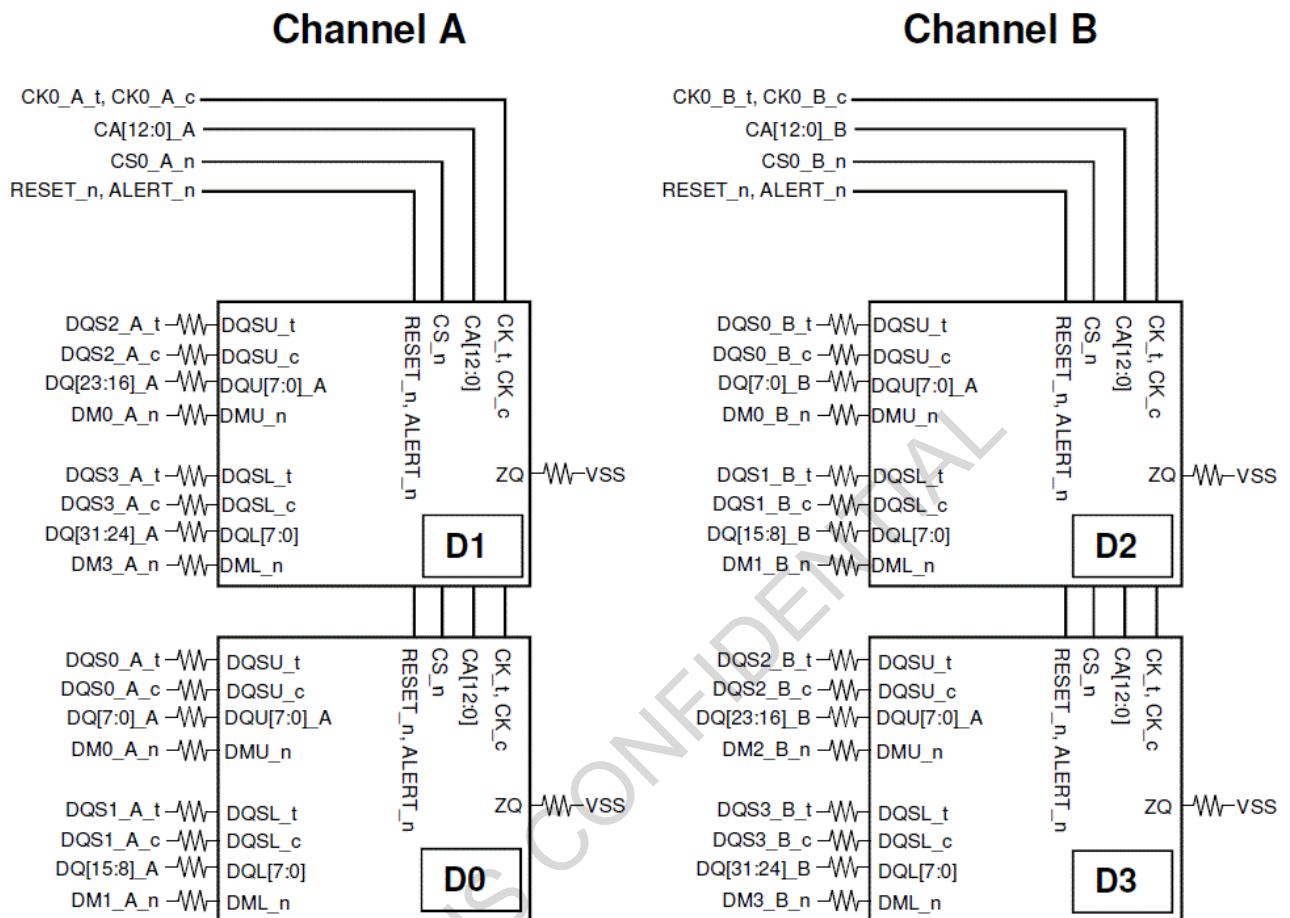 Channel A
CK0_A_t, CK0_A_c
CA[12:0]_A
CS0_A_n
RESET_n, ALERT_n
DQS2_A_t
DQS2_A_c
DQ[23:16]_A
DM0_A_n
DQS3_A_t
DQS3_A_c
DQ[31:24]_A
DM3_A_n
DQSU_t
DQSU_c
DQU[7:0]_A
DMU_n
DQSL_t
DQSL_c
DQL[7:0]
DML_n
RESET_n, ALERT_n
CS_n
CA[12:0]
CK_t, CK_c
ZQ
VSS
D1
DQS0_A_t
DQS0_A_c
DQ[7:0]_A
DM0_A_n
DQS1_A_t
DQS1_A_c
DQ[15:8]_A
DM1_A_n
DQSU_t
DQSU_c
DQU[7:0]_A
DMU_n
DQSL_t
DQSL_c
DQL[7:0]
DML_n
RESET_n, ALERT_n
CS_n
CA[12:0]
CK_t, CK_c
ZQ
VSS
D0
Channel B
CK0_B_t, CK0_B_c
CA[12:0]_B
CS0_B_n
RESET_n, ALERT_n
DQS0_B_t
DQS0_B_c
DQ[7:0]_B
DM0_B_n
DQS1_B_t
DQS1_B_c
DQ[15:8]_B
DM1_B_n
DQSU_t
DQSU_c
DQU[7:0]_A
DMU_n
DQSL_t
DQSL_c
DQL[7:0]
DML_n
RESET_n, ALERT_n
CS_n
CA[12:0]
CK_t, CK_c
ZQ
VSS
D2
DQS2_B_t
DQS2_B_c
DQ[23:16]_B
DM2_B_n
DQS3_B_t
DQS3_B_c
DQ[31:24]_B
DM3_B_n
DQSU_t
DQSU_c
DQU[7:0]_A
DMU_n
DQSL_t
DQSL_c
DQL[7:0]
DML_n
RESET_n, ALERT_n
CS_n
CA[12:0]
CK_t, CK_c
ZQ
VSS
D3
CONFIDENTIAL